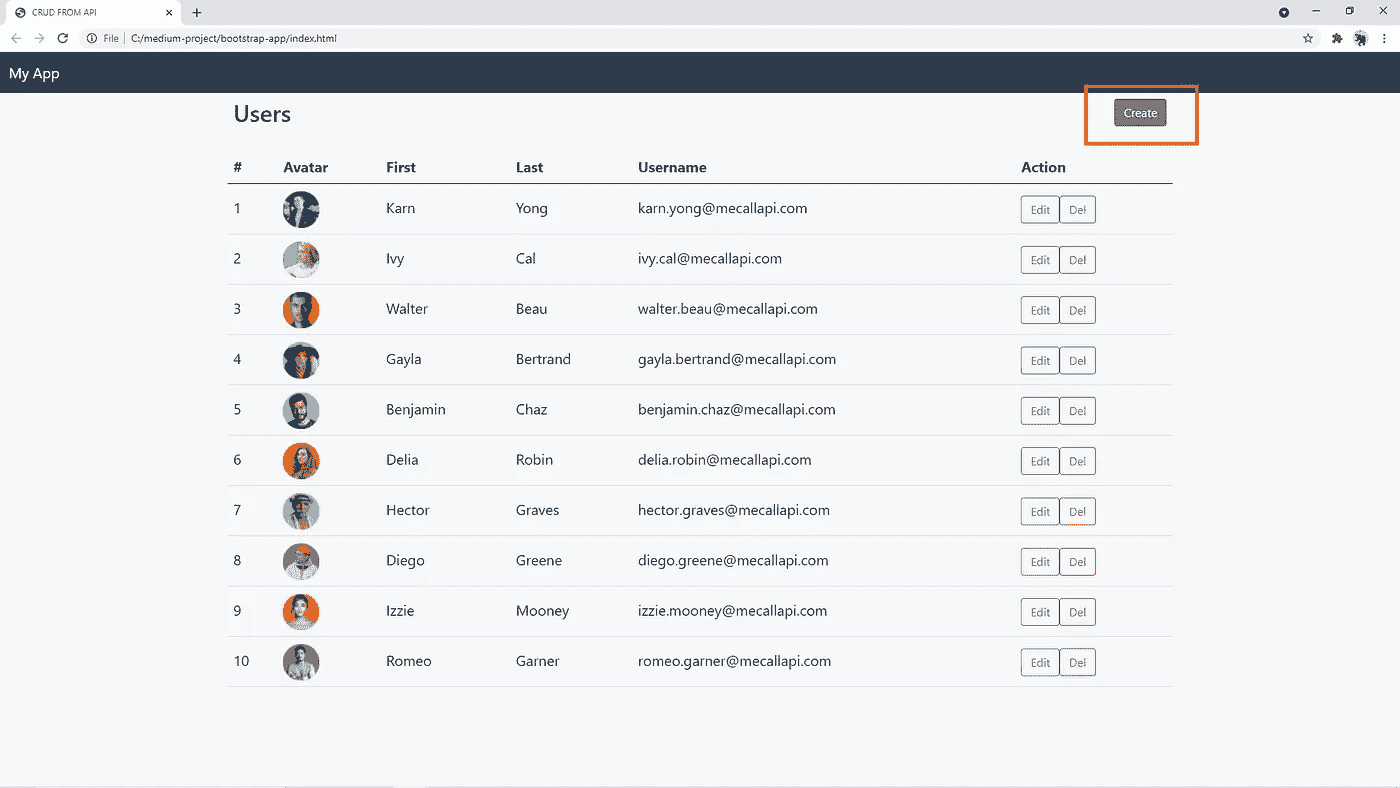 CRUD FROM API
File C:/medium-project/bootstrap-app/index.html
My App
Users Create
# Avatar First Last Username Action
1 Karn Yong karn.yong@mecallapi.com Edit Del
2 Ivy Cal ivy.cal@mecallapi.com Edit Del
3 Walter Beau walter.beau@mecallapi.com Edit Del
4 Gayla Bertrand gayla.bertrand@mecallapi.com Edit Del
5 Benjamin Chaz benjamin.chaz@mecallapi.com Edit Del
6 Delia Robin delia.robin@mecallapi.com Edit Del
7 Hector Graves hector.graves@mecallapi.com Edit Del
8 Diego Greene diego.greene@mecallapi.com Edit Del
9 Izzie Mooney izzie.mooney@mecallapi.com Edit Del
10 Romeo Garner romeo.garner@mecallapi.com Edit Del